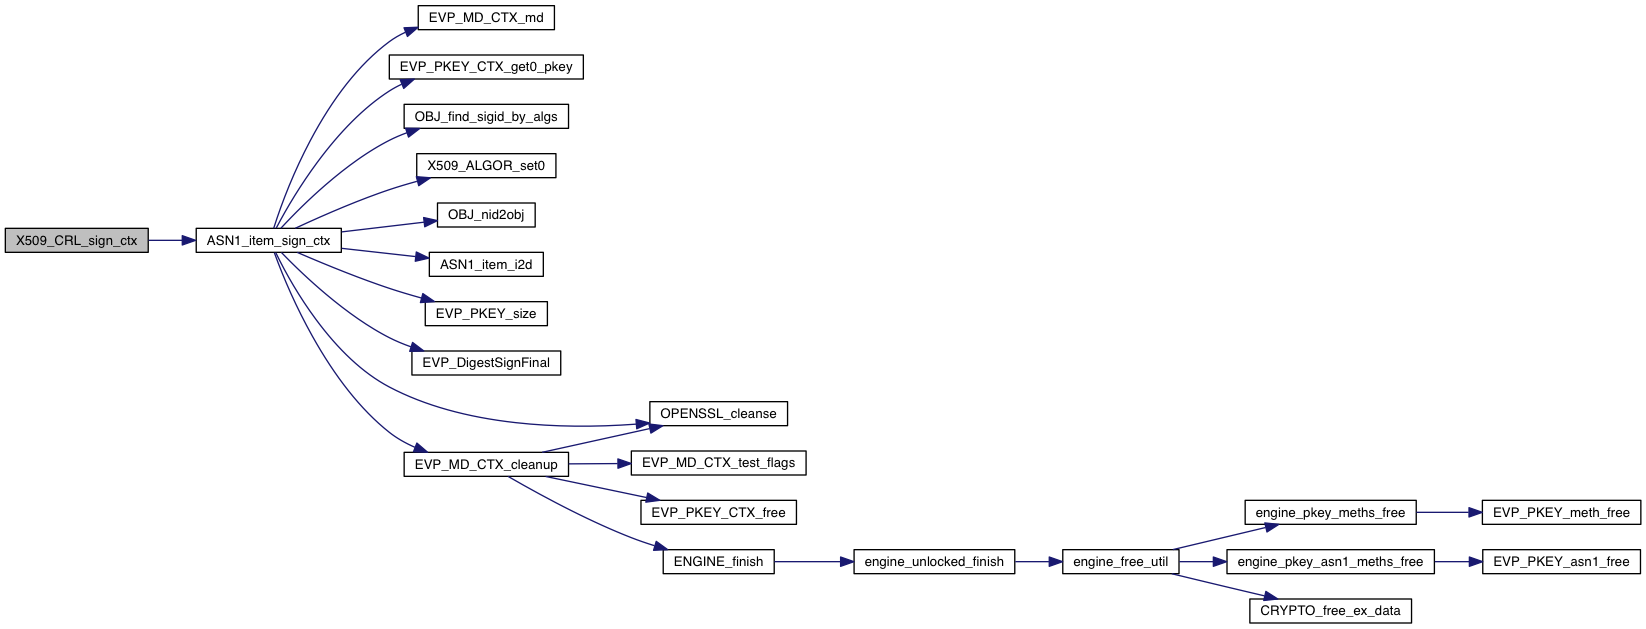 EVP_MD_CTX_md
EVP_PKEY_CTX_get0_pkey
OBJ_find_sigid_by_algs
X509_ALGOR_set0
OBJ_nid2obj
X509_CRL_sign_ctx
ASN1_item_sign_ctx
ASN1_item_i2d
EVP_PKEY_size
EVP_DigestSignFinal
OPENSSL_cleanse
EVP_MD_CTX_cleanup
EVP_MD_CTX_test_flags
EVP_PKEY_CTX_free
engine_pkey_meths_free
EVP_PKEY_meth_free
ENGINE_finish
engine_unlocked_finish
engine_free_util
engine_pkey_asn1_meths_free
EVP_PKEY_asn1_free
CRYPTO_free_ex_data